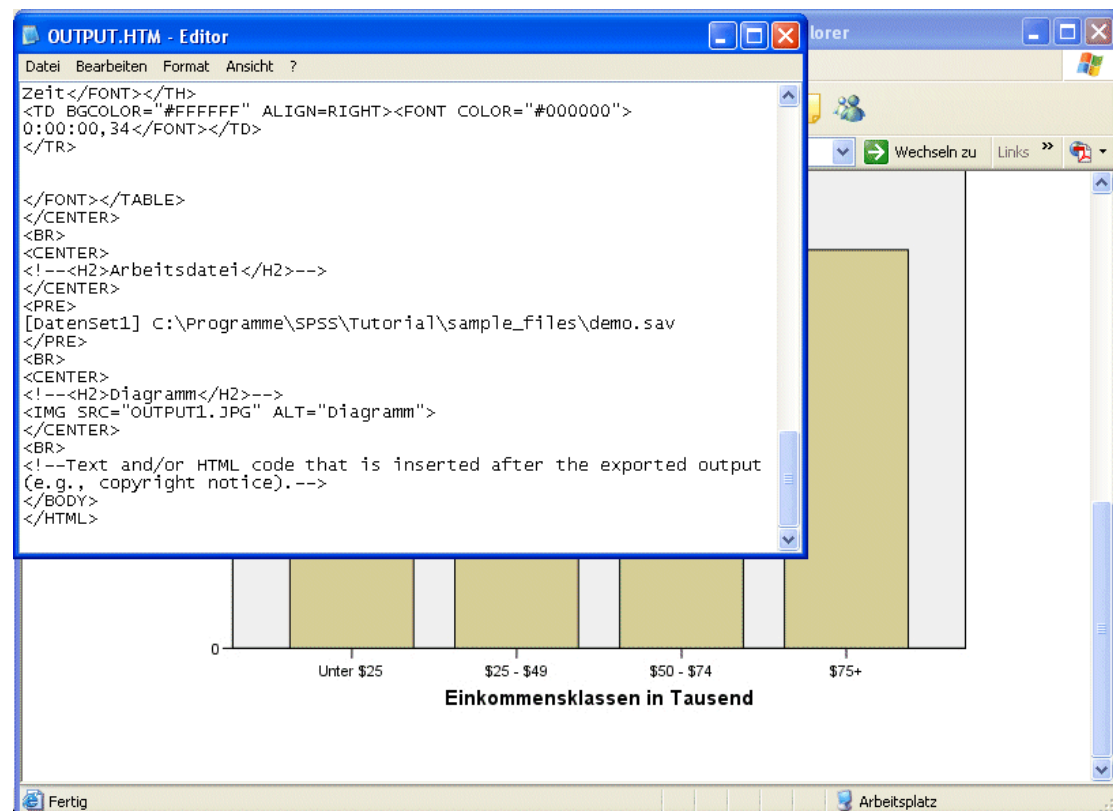 OUTPUT.HTM - Editor
lorer
Datei Bearbeiten Format Ansicht ?
Zeit</FONT></TH>
<TD BGCOLOR="#FFFFFF" ALIGN=RIGHT><FONT COLOR="#000000">
0:00:00,34</FONT></TD>
</TR>
</FONT></TABLE>
</CENTER>
<BR>
<CENTER>
<!--<H2>Arbeitsdatei</H2>-->
</CENTER>
<PRE>
[DatenSet1] C:\Programme\SPSS\Tutorial\sample_files\demo.sav
</PRE>
<BR>
<CENTER>
<!--<H2>Diagramm</H2>-->
<IMG SRC="OUTPUT1.JPG" ALT="Diagramm">
</CENTER>
<BR>
<!--Text and/or HTML code that is inserted after the exported output
(e.g., copyright notice).-->
</BODY>
</HTML>
Wechseln zu Links »
0
Unter $25 $25 - $49 $50 - $74 $75+
Einkommensklassen in Tausend
Fertig Arbeitsplatz